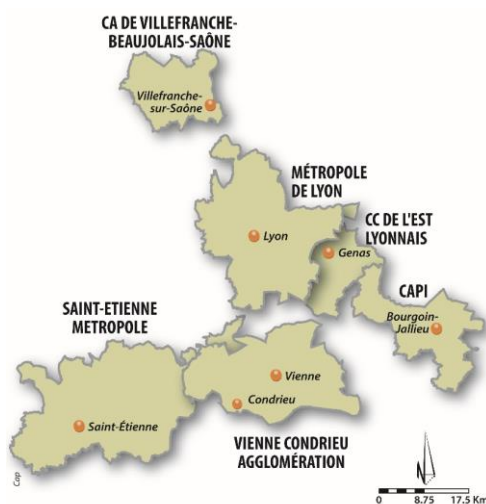 CA DE VILLEFRANCHE-
BEAUJOLAIS-SAÔNE
Villefranche-
sur-Saône
MÉTROPOLE
DE LYON
Lyon
CC DE L'EST
LYONNAIS
Genas
CAPI
Bourgoin-
Jallieu
SAINT-ETIENNE
METROPOLE
Saint-Étienne
Vienne
Condrieu
VIENNE CONDRIEU
AGGLOMÉRATION
Cap
N
0 8.75 17.5 Km